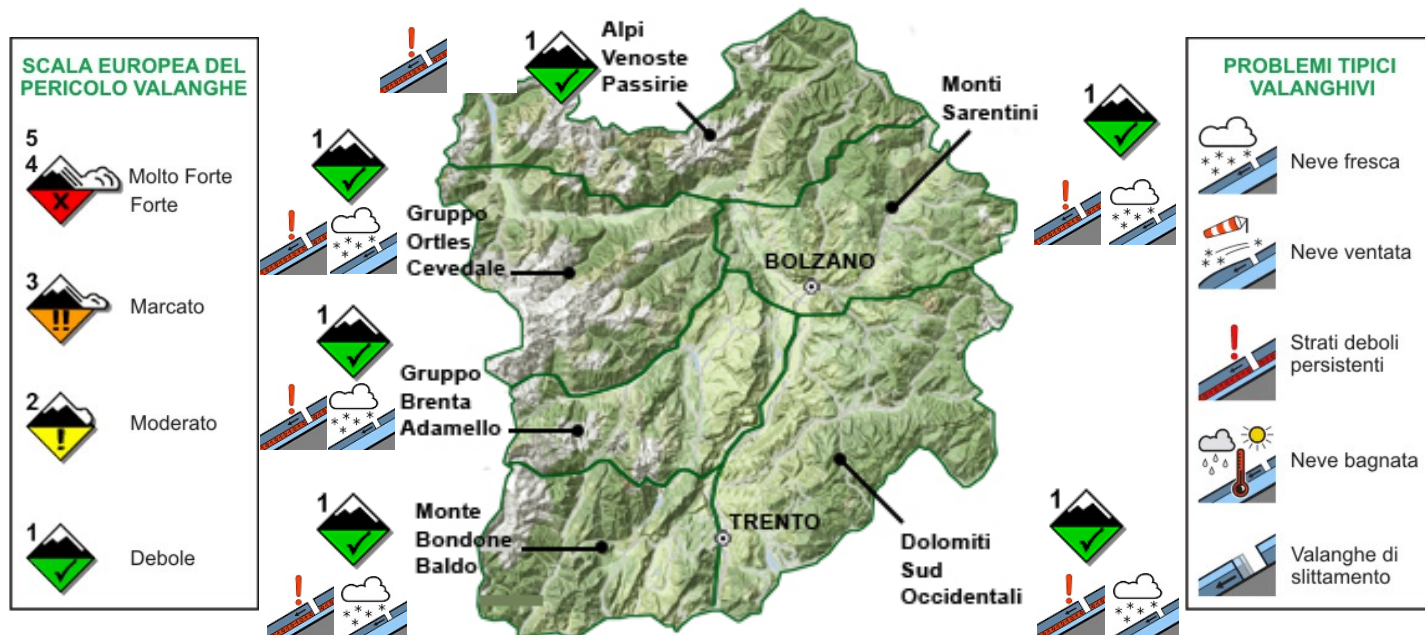 SCALA EUROPEA DEL
PERICOLO VALANGHE
5
4
Molto Forte
Forte
3
Marcato
2
Moderato
1
Debole
1
Alpi
Venoste
Passirie
Monti
Sarentini
1
1
Gruppo
Ortles
Cevedale
BOLZANO
1
Gruppo
Brenta
Adamello
1
Monte
Bondone
Baldo
TRENTO
Dolomiti
Sud
Occidentali
1
PROBLEMI TIPICI
VALANGHIVI
Neve fresca
Neve ventata
Strati deboli
persistenti
Neve bagnata
Valanghe di
slittamento